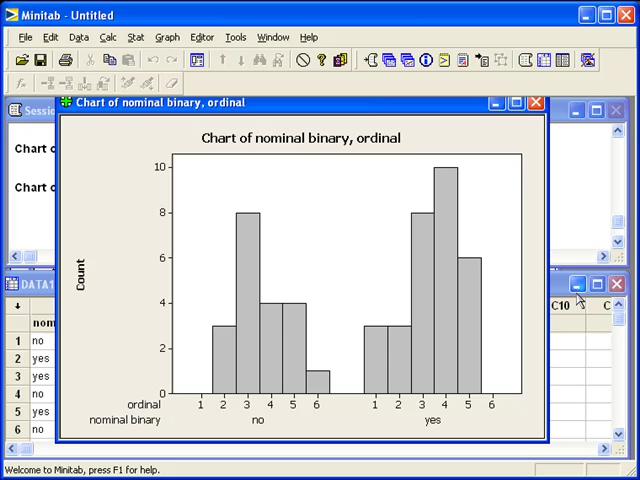 Minitab - Untitled
File Edit Data Calc Stat Graph Editor Tools Window Help
Chart of nominal binary, ordinal
Chart of nominal binary, ordinal
Count
10
8
6
4
2
0
ordinal 1 2 3 4 5 6 1 2 3 4 5 6
nominal binary no yes
Sessio
Chart o
Chart o
DATA1
C10 C
nom
1 no
2 yes
3 yes
4 no
5 yes
6 no
Welcome to Minitab, press F1 for help.